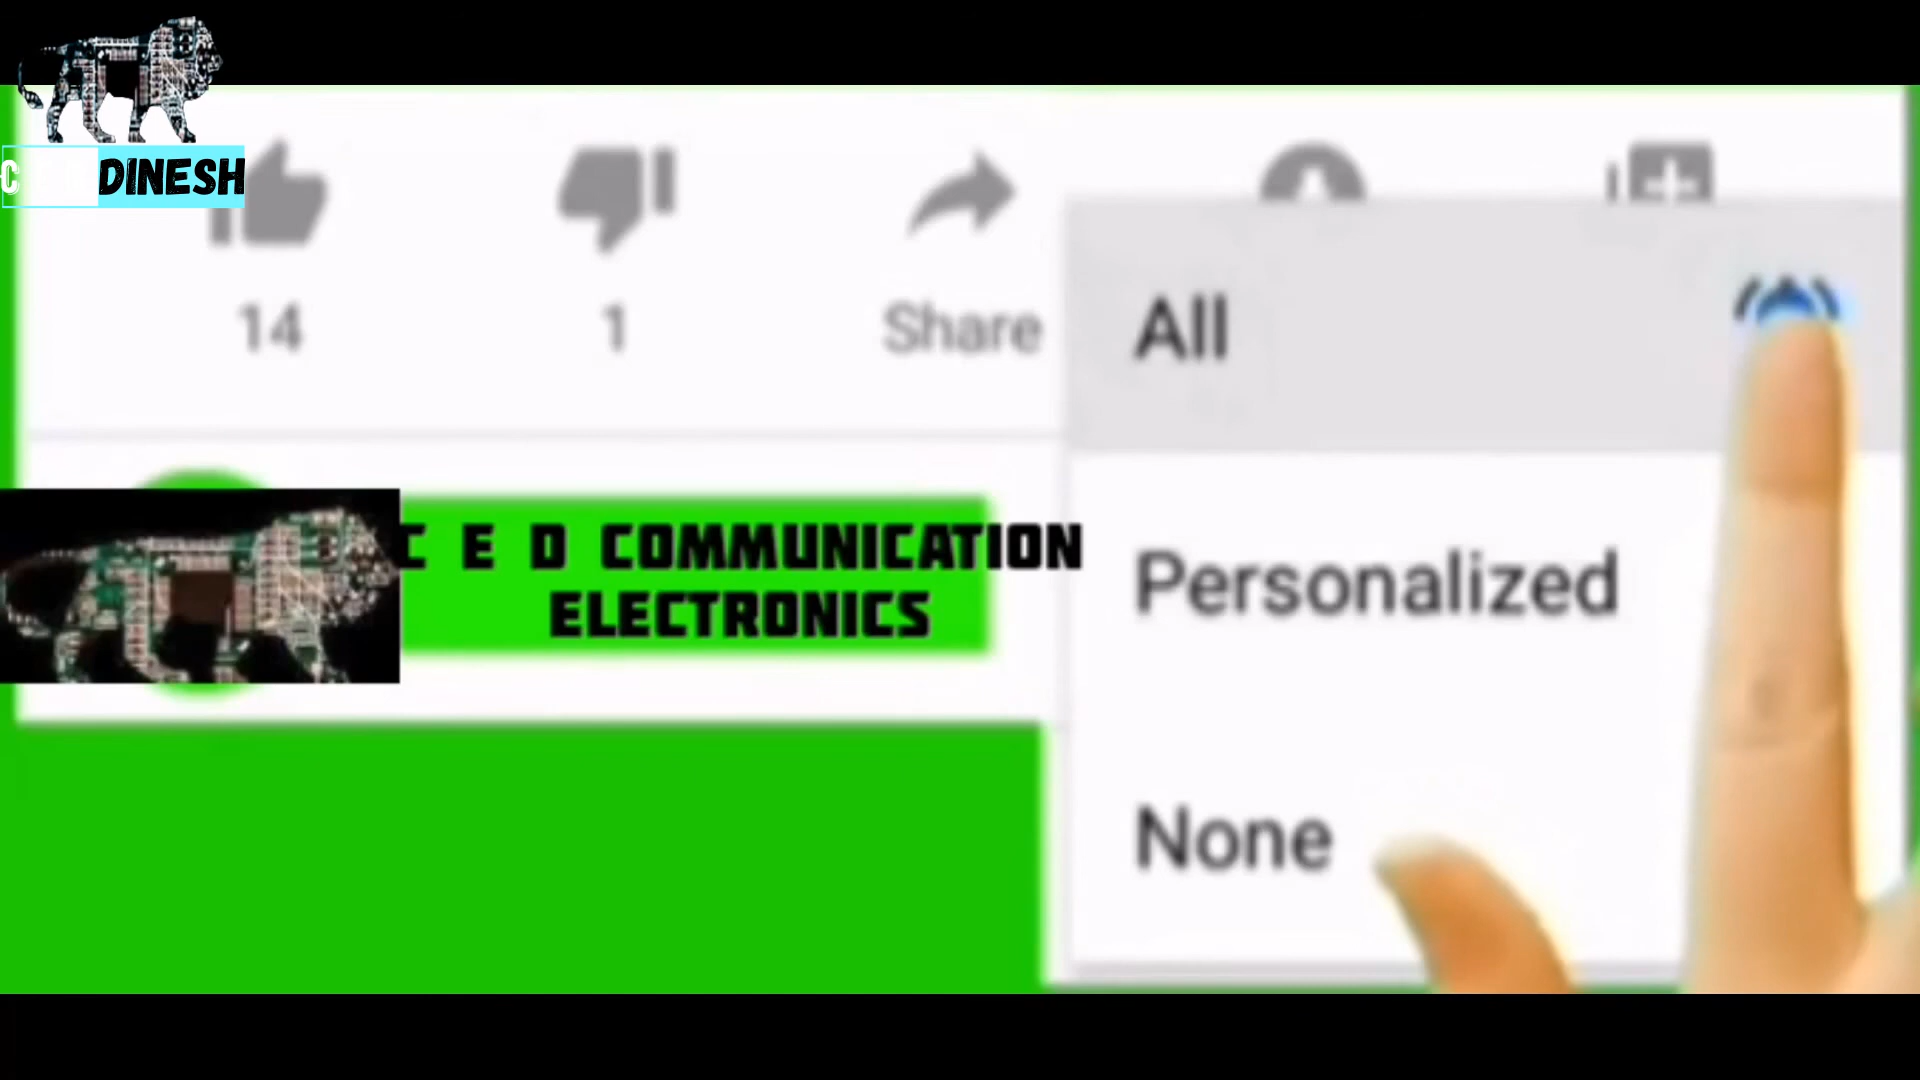 DINESH
14
1
Share
All
C E D COMMUNICATION
ELECTRONICS
Personalized
None